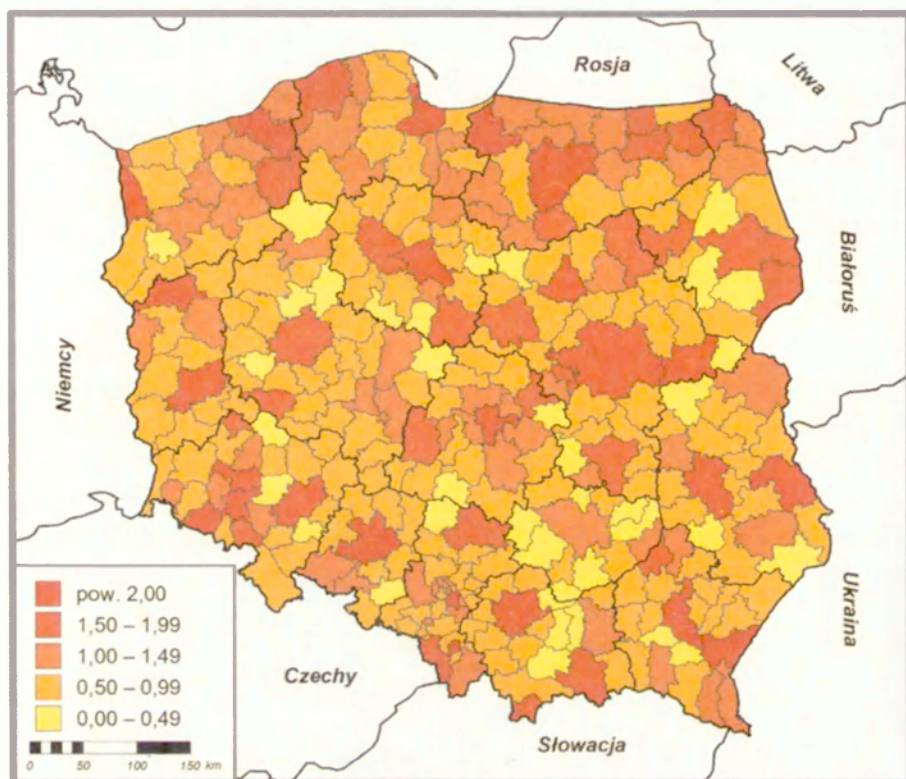 Rosja
Litwa
Białoruś
Niemcy
Ukraina
pow. 2,00
1,50 – 1,99
1,00 – 1,49
0,50 – 0,99
0,00 – 0,49
Czechy
Słowacja
0 50 100 150 km